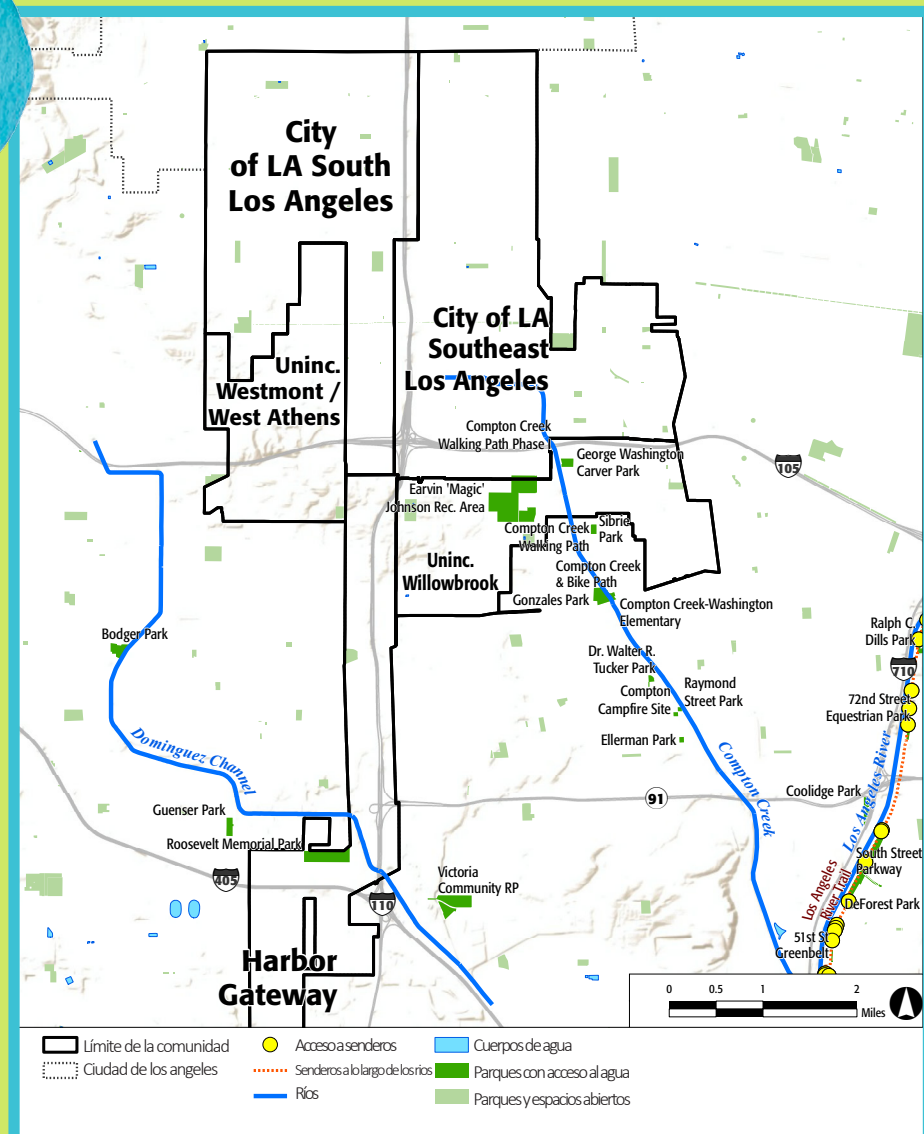 City
of LA South
Los Angeles
City of LA
Southeast
Los Angeles
Uninc.
Westmont /
West Athens
Compton Creek
Walking Path Phase I
George Washington
Carver Park
105
Earvin 'Magic'
Johnson Rec. Area
Compton Creek
Walking Path
Sibrie
Park
Uninc.
Willowbrook
Compton Creek
& Bike Path
Gonzales Park
Compton Creek-Washington
Elementary
Bodger Park
Ralph C.
Dills Park
710
Dr. Walter R.
Tucker Park
Compton
Campfire Site
Raymond
Street Park
72nd Street
Equestrian Park
Ellerman Park
Dominguez Channel
Compton Creek
Los Angeles River
Coolidge Park
91
Guenser Park
Roosevelt Memorial Park
South Street
Parkway
405
110
Victoria
Community RP
Los Angeles
River Trail
DeForest Park
51st St
Greenbelt
Harbor
Gateway
0 0.5 1 2
Miles
Límite de la comunidad
Ciudad de los angeles
Acceso a senderos
Senderos a lo largo de los rios
Ríos
Cuerpos de agua
Parques con acceso al agua
Parques y espacios abiertos